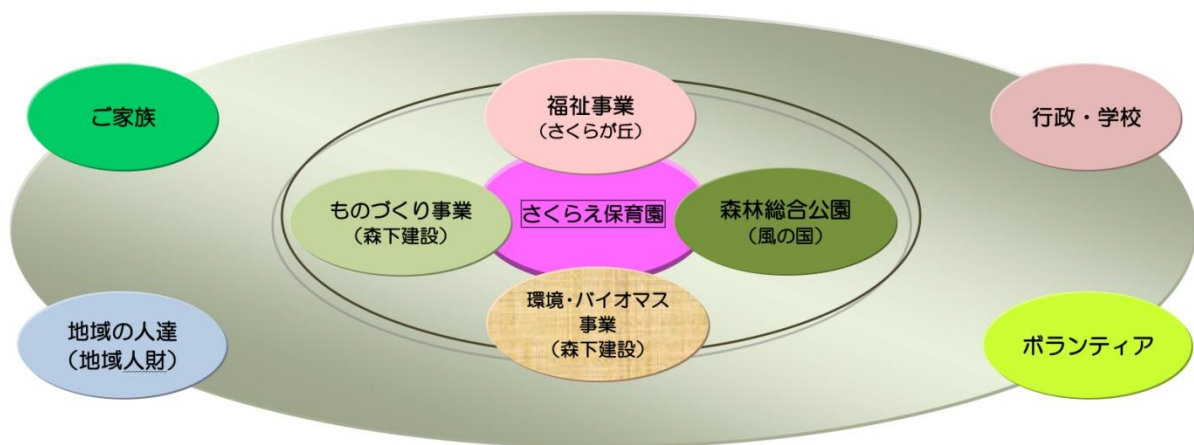 ご家族
福祉事業
(さくらが丘)
行政・学校
ものづくり事業
(森下建設)
さくらえ保育園
森林総合公園
(風の国)
環境・バイオマス
事業
(森下建設)
地域の人達
(地域人財)
ボランティア